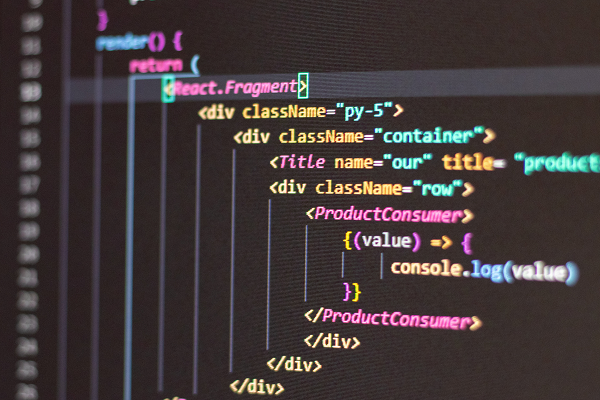 }
render() {
return (
<React.Fragment>
<div className="py-5">
<div className="container">
<Title name="our" title= "product
<div className="row">
<ProductConsumer>
{(value) => {
console.log(value)
}}
</ProductConsumer>
</div>
</div>
</div>